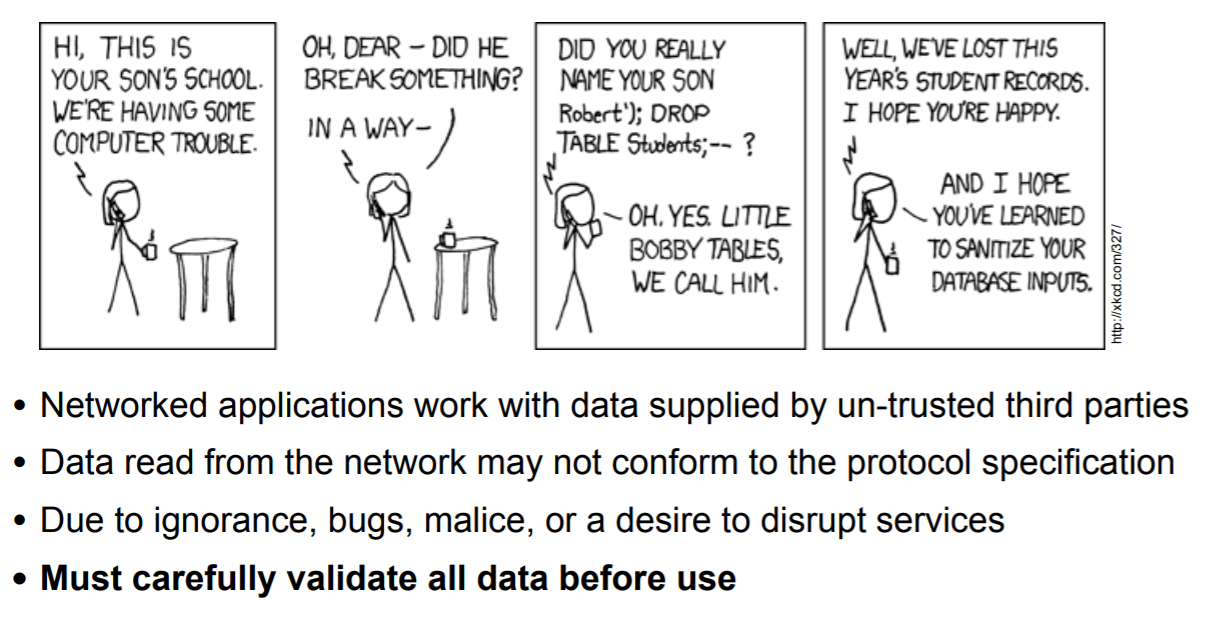 HI, THIS IS
YOUR SON'S SCHOOL.
WE'RE HAVING SOME
COMPUTER TROUBLE.
OH, DEAR – DID HE
BREAK SOMETHING?
IN A WAY–
DID YOU REALLY
NAME YOUR SON
Robert'); DROP
TABLE Students;-- ?
OH. YES. LITTLE
BOBBY TABLES,
WE CALL HIM.
WELL, WE'VE LOST THIS
YEAR'S STUDENT RECORDS.
I HOPE YOU'RE HAPPY.
AND I HOPE
YOU'VE LEARNED
TO SANITIZE YOUR
DATABASE INPUTS.
http://xkcd.com/327/
• Networked applications work with data supplied by un-trusted third parties
• Data read from the network may not conform to the protocol specification
• Due to ignorance, bugs, malice, or a desire to disrupt services
• Must carefully validate all data before use